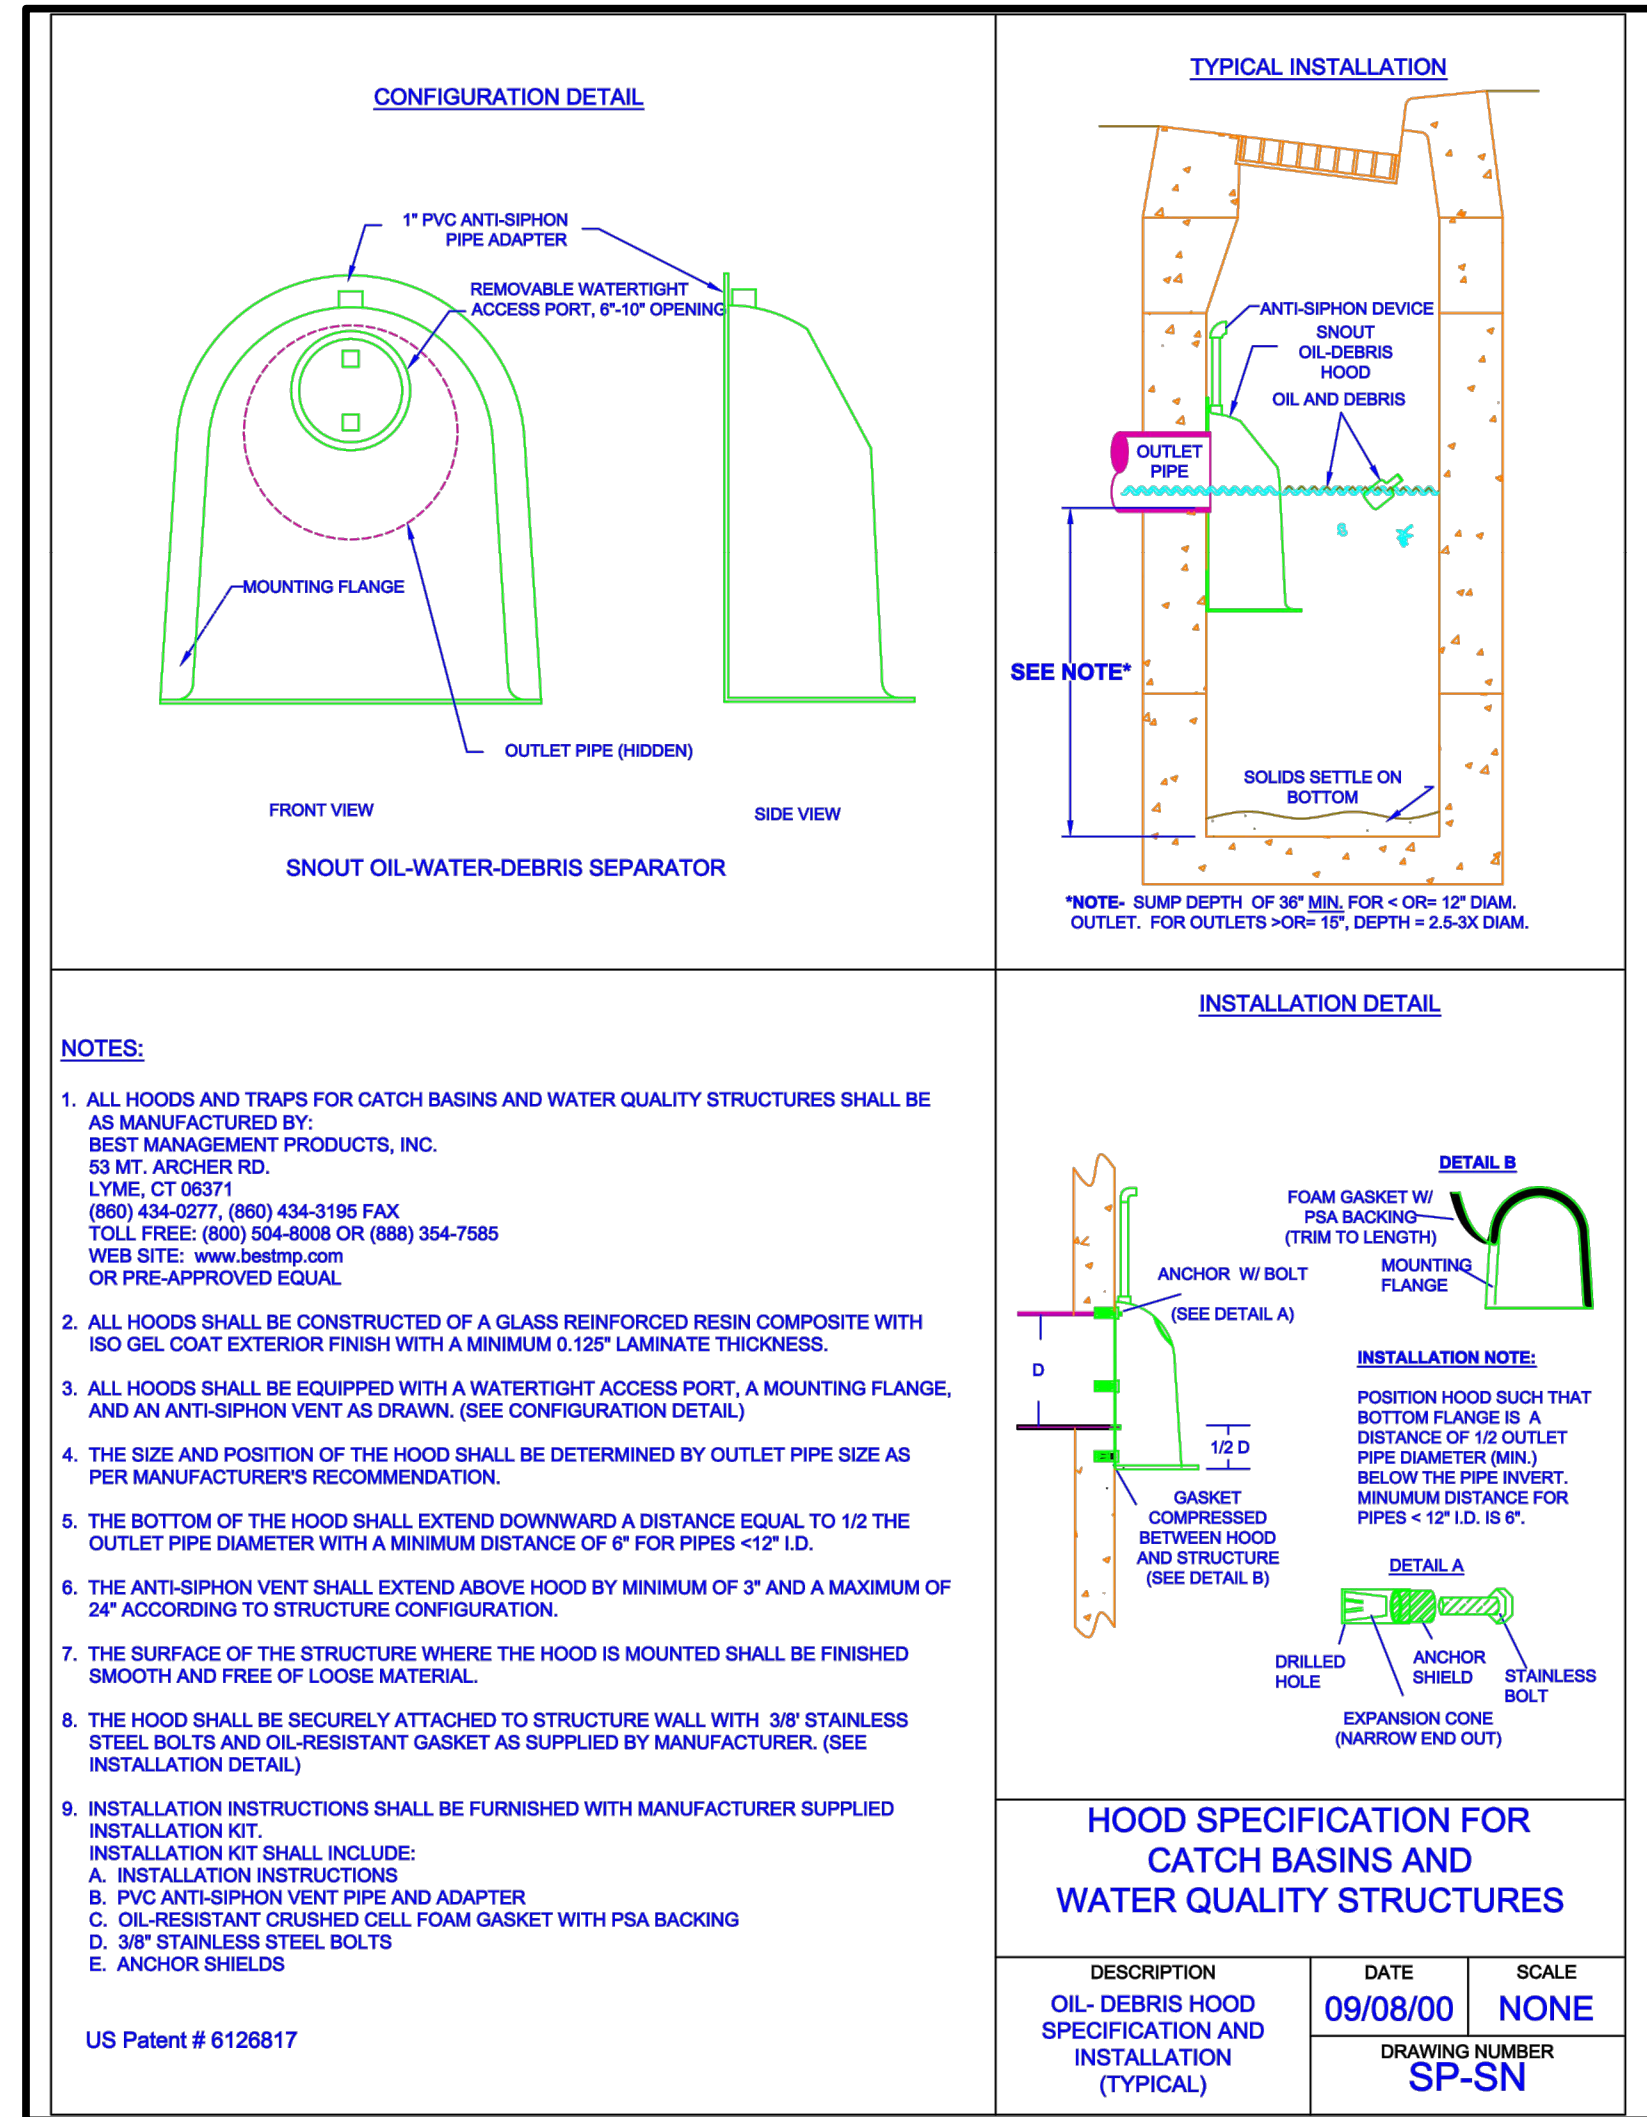 CONFIGURATION DETAIL
1" PVC ANTI-SIPHON
PIPE ADAPTER
REMOVABLE WATERTIGHT
ACCESS PORT, 6"-10" OPENING
MOUNTING FLANGE
OUTLET PIPE (HIDDEN)
FRONT VIEW
SIDE VIEW
SNOUT OIL-WATER-DEBRIS SEPARATOR
TYPICAL INSTALLATION
ANTI-SIPHON DEVICE
SNOUT
OIL-DEBRIS
HOOD
OIL AND DEBRIS
OUTLET
PIPE
SEE NOTE*
SOLIDS SETTLE ON
BOTTOM
*NOTE- SUMP DEPTH OF 36" MIN. FOR < OR= 12" DIAM.
OUTLET. FOR OUTLETS >OR= 15", DEPTH = 2.5-3X DIAM.
NOTES:
1. ALL HOODS AND TRAPS FOR CATCH BASINS AND WATER QUALITY STRUCTURES SHALL BE
AS MANUFACTURED BY:
BEST MANAGEMENT PRODUCTS, INC.
53 MT. ARCHER RD.
LYME, CT 06371
(860) 434-0277, (860) 434-3195 FAX
TOLL FREE: (800) 504-8008 OR (888) 354-7585
WEB SITE: www.bestmp.com
OR PRE-APPROVED EQUAL
2. ALL HOODS SHALL BE CONSTRUCTED OF A GLASS REINFORCED RESIN COMPOSITE WITH
ISO GEL COAT EXTERIOR FINISH WITH A MINIMUM 0.125" LAMINATE THICKNESS.
3. ALL HOODS SHALL BE EQUIPPED WITH A WATERTIGHT ACCESS PORT, A MOUNTING FLANGE,
AND AN ANTI-SIPHON VENT AS DRAWN. (SEE CONFIGURATION DETAIL)
4. THE SIZE AND POSITION OF THE HOOD SHALL BE DETERMINED BY OUTLET PIPE SIZE AS
PER MANUFACTURER'S RECOMMENDATION.
5. THE BOTTOM OF THE HOOD SHALL EXTEND DOWNWARD A DISTANCE EQUAL TO 1/2 THE
OUTLET PIPE DIAMETER WITH A MINIMUM DISTANCE OF 6" FOR PIPES <12" I.D.
6. THE ANTI-SIPHON VENT SHALL EXTEND ABOVE HOOD BY MINIMUM OF 3" AND A MAXIMUM OF
24" ACCORDING TO STRUCTURE CONFIGURATION.
7. THE SURFACE OF THE STRUCTURE WHERE THE HOOD IS MOUNTED SHALL BE FINISHED
SMOOTH AND FREE OF LOOSE MATERIAL.
8. THE HOOD SHALL BE SECURELY ATTACHED TO STRUCTURE WALL WITH 3/8' STAINLESS
STEEL BOLTS AND OIL-RESISTANT GASKET AS SUPPLIED BY MANUFACTURER. (SEE
INSTALLATION DETAIL)
9. INSTALLATION INSTRUCTIONS SHALL BE FURNISHED WITH MANUFACTURER SUPPLIED
INSTALLATION KIT.
INSTALLATION KIT SHALL INCLUDE:
A. INSTALLATION INSTRUCTIONS
B. PVC ANTI-SIPHON VENT PIPE AND ADAPTER
C. OIL-RESISTANT CRUSHED CELL FOAM GASKET WITH PSA BACKING
D. 3/8" STAINLESS STEEL BOLTS
E. ANCHOR SHIELDS
US Patent # 6126817
INSTALLATION DETAIL
DETAIL B
FOAM GASKET W/
PSA BACKING
(TRIM TO LENGTH)
MOUNTING
FLANGE
ANCHOR W/ BOLT
(SEE DETAIL A)
D
1/2 D
GASKET
COMPRESSED
BETWEEN HOOD
AND STRUCTURE
(SEE DETAIL B)
INSTALLATION NOTE:
POSITION HOOD SUCH THAT
BOTTOM FLANGE IS A
DISTANCE OF 1/2 OUTLET
PIPE DIAMETER (MIN.)
BELOW THE PIPE INVERT.
MINUMUM DISTANCE FOR
PIPES < 12" I.D. IS 6".
DETAIL A
DRILLED
HOLE
ANCHOR
SHIELD
STAINLESS
BOLT
EXPANSION CONE
(NARROW END OUT)
HOOD SPECIFICATION FOR
CATCH BASINS AND
WATER QUALITY STRUCTURES
DESCRIPTION
OIL- DEBRIS HOOD
SPECIFICATION AND
INSTALLATION
(TYPICAL)
DATE
09/08/00
SCALE
NONE
DRAWING NUMBER
SP-SN